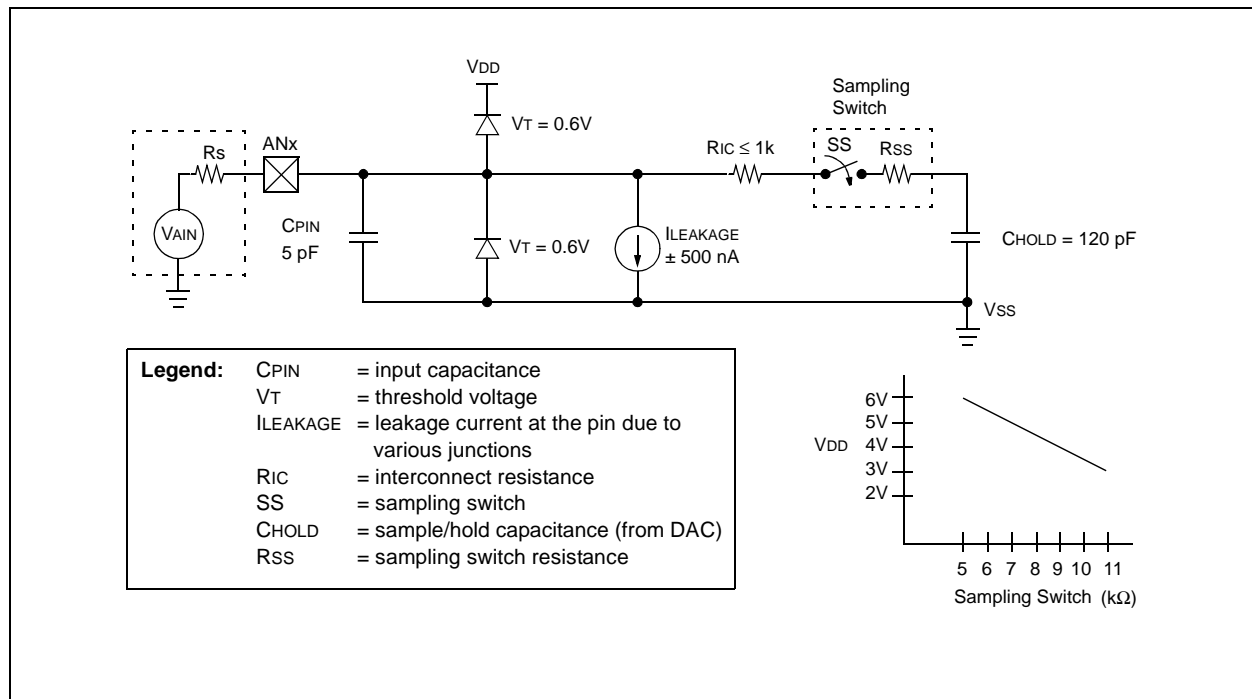 VDD
Sampling
Switch
VT = 0.6V
ANx
RS
RIC ≤ 1k
SS
RSS
VAIN
CPIN
5 pF
VT = 0.6V
ILEAKAGE
± 500 nA
CHOLD = 120 pF
VSS
Legend: CPIN = input capacitance
VT = threshold voltage
ILEAKAGE = leakage current at the pin due to
various junctions
RIC = interconnect resistance
SS = sampling switch
CHOLD = sample/hold capacitance (from DAC)
RSS = sampling switch resistance
6V
5V
VDD 4V
3V
2V
5 6 7 8 9 10 11
Sampling Switch (kΩ)